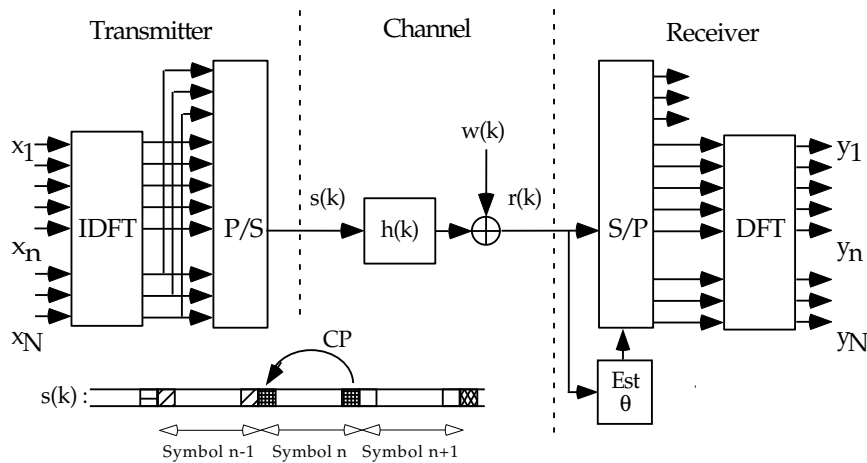 Transmitter
Channel
Receiver
x1
xn
xN
IDFT
P/S
s(k)
h(k)
w(k)
r(k)
S/P
DFT
y1
yn
yN
Est
θ
CP
s(k) :
Symbol n-1
Symbol n
Symbol n+1